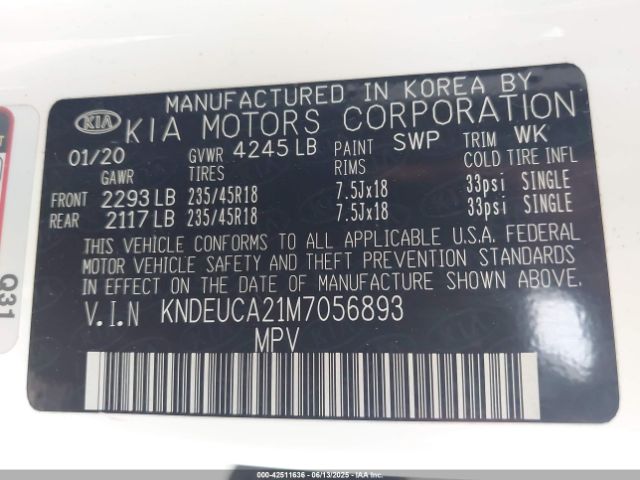 MANUFACTURED IN KOREA BY
KIA KIA MOTORS CORPORATION
01/20 GVWR 4245 LB PAINT SWP TRIM WK
GAWR TIRES RIMS COLD TIRE INFL
FRONT 2293 LB 235/45R18 7.5Jx18 33psi SINGLE
REAR 2117 LB 235/45R18 7.5Jx18 33psi SINGLE
THIS VEHICLE CONFORMS TO ALL APPLICABLE U.S.A. FEDERAL
MOTOR VEHICLE SAFETY AND THEFT PREVENTION STANDARDS
IN EFFECT ON THE DATE OF MANUFACTURE SHOWN ABOVE.
V.I.N KNDEUCA21M7056893
MPV
Q31
000-42511636 - 06/13/2025 - IAAI.COM